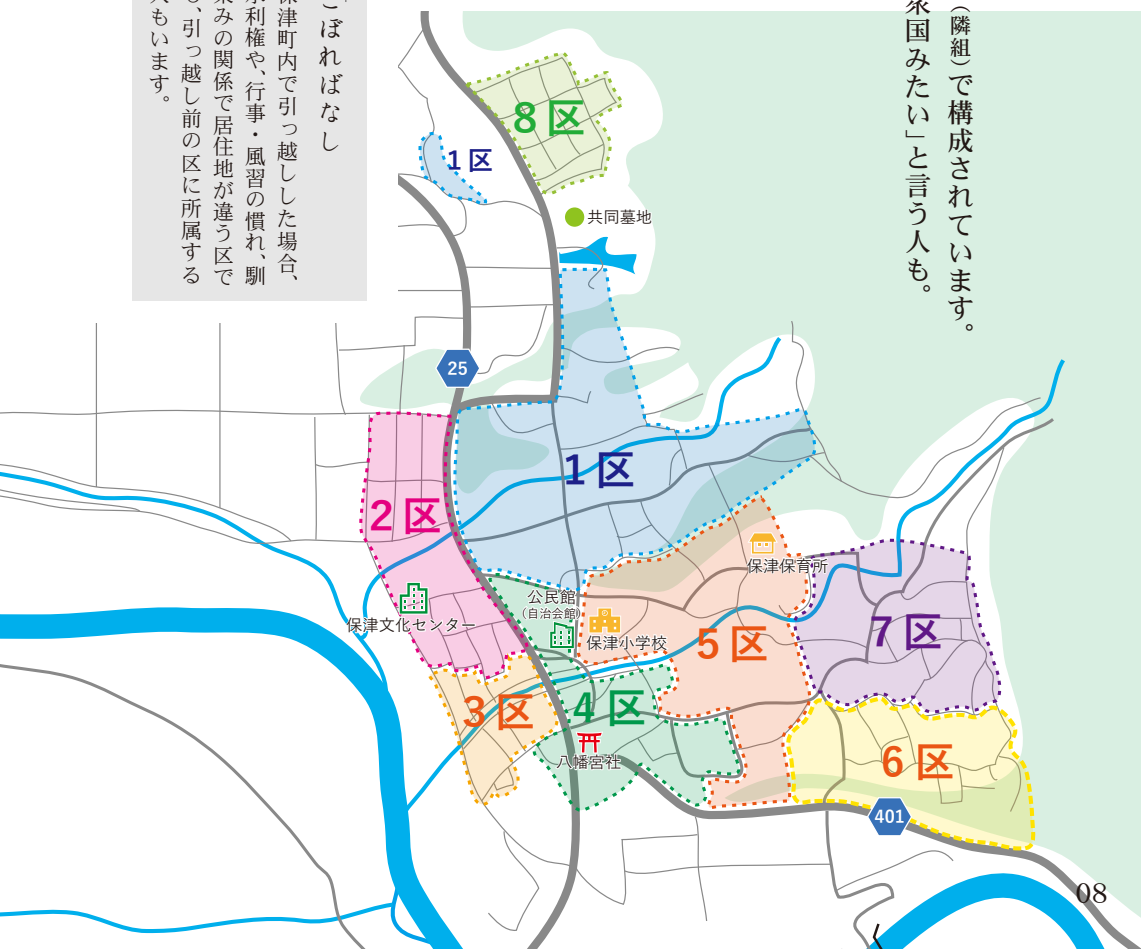 （隣組）で構成されています。
衆国みたい」と言う人も。
こぼればなし
保津町内で引っ越しした場合、
水利権や、行事・風習の慣れ、馴
染みの関係で居住地が違う区で
も、引っ越し前の区に所属する
人もいます。
8区
1区
共同墓地
25
1区
2区
保津保育所
公民館
（自治会館）
保津文化センター
保津小学校
5区
7区
3区
4区
八幡宮社
6区
401
08